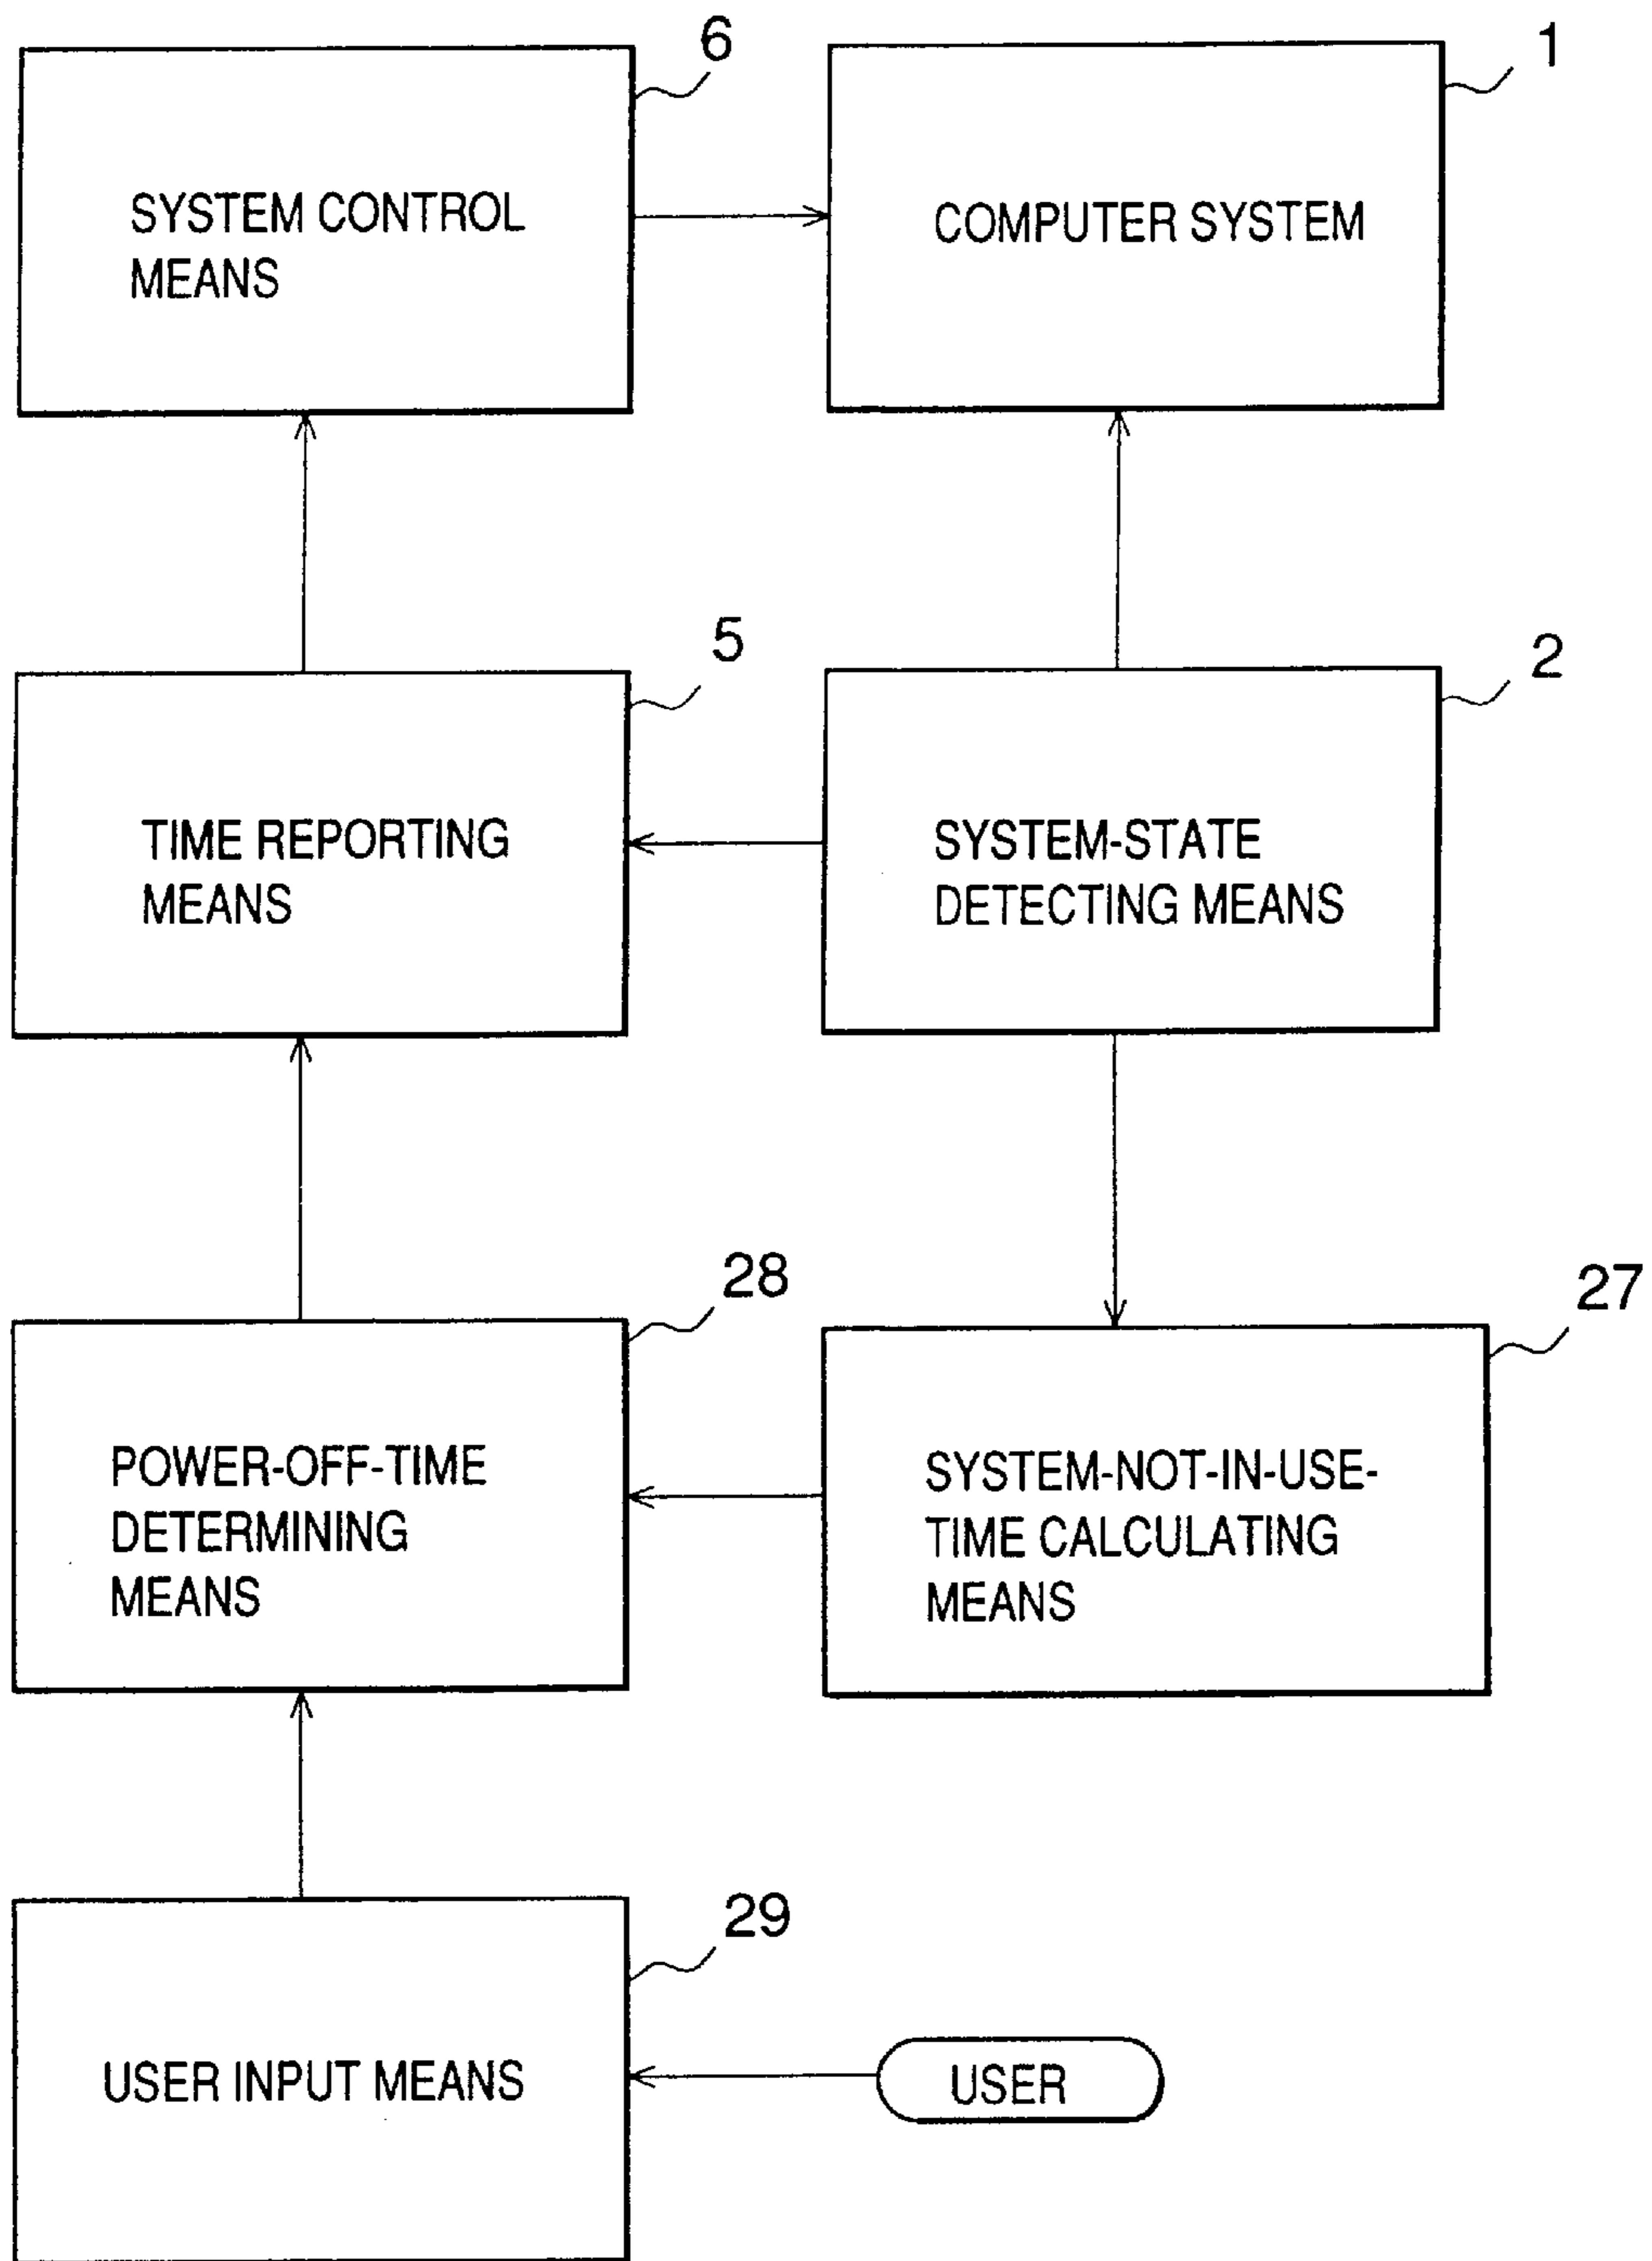 6
1
SYSTEM CONTROL
MEANS
COMPUTER SYSTEM
5
2
TIME REPORTING
MEANS
SYSTEM-STATE
DETECTING MEANS
28
27
POWER-OFF-TIME
DETERMINING
MEANS
SYSTEM-NOT-IN-USE-
TIME CALCULATING
MEANS
29
USER INPUT MEANS
USER